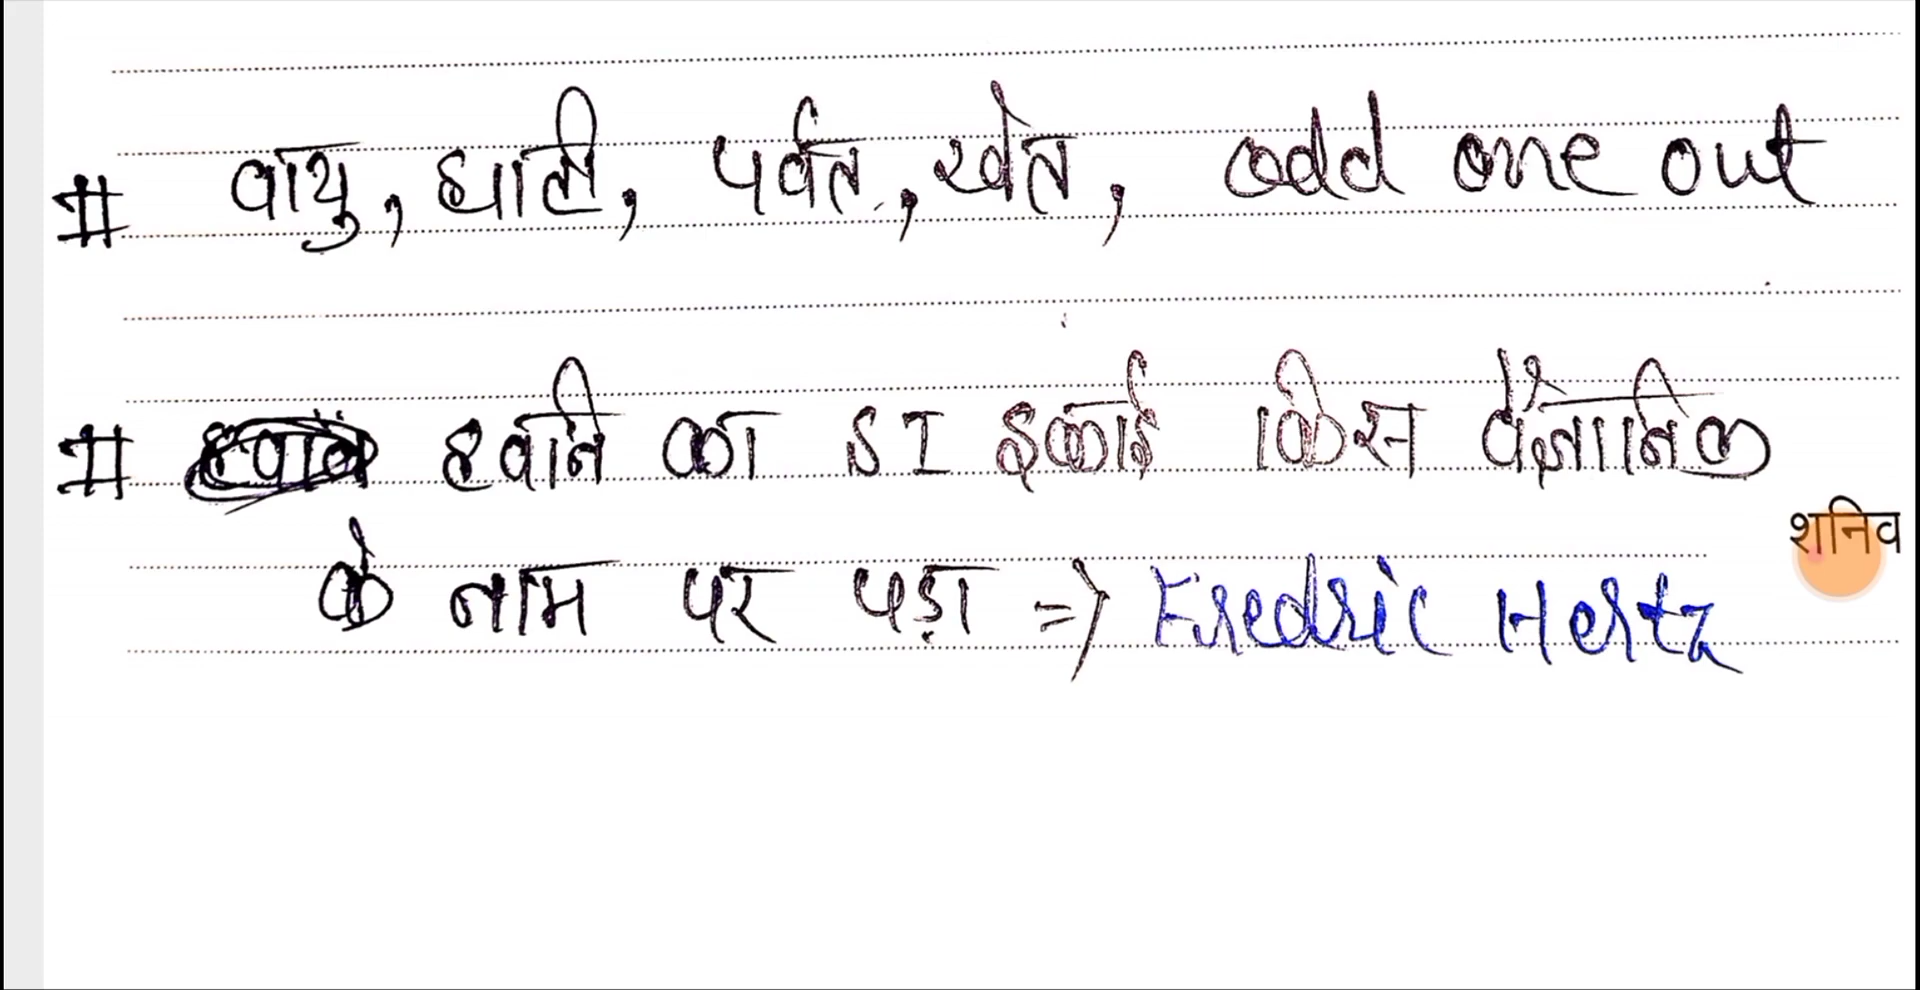 # वायु, घाटी, पर्वत, खेत, odd one out
# ध्वनि का SI इकाई किस वैज्ञानिक
शनिव
के नाम पर पड़ा => Fredric Hertz